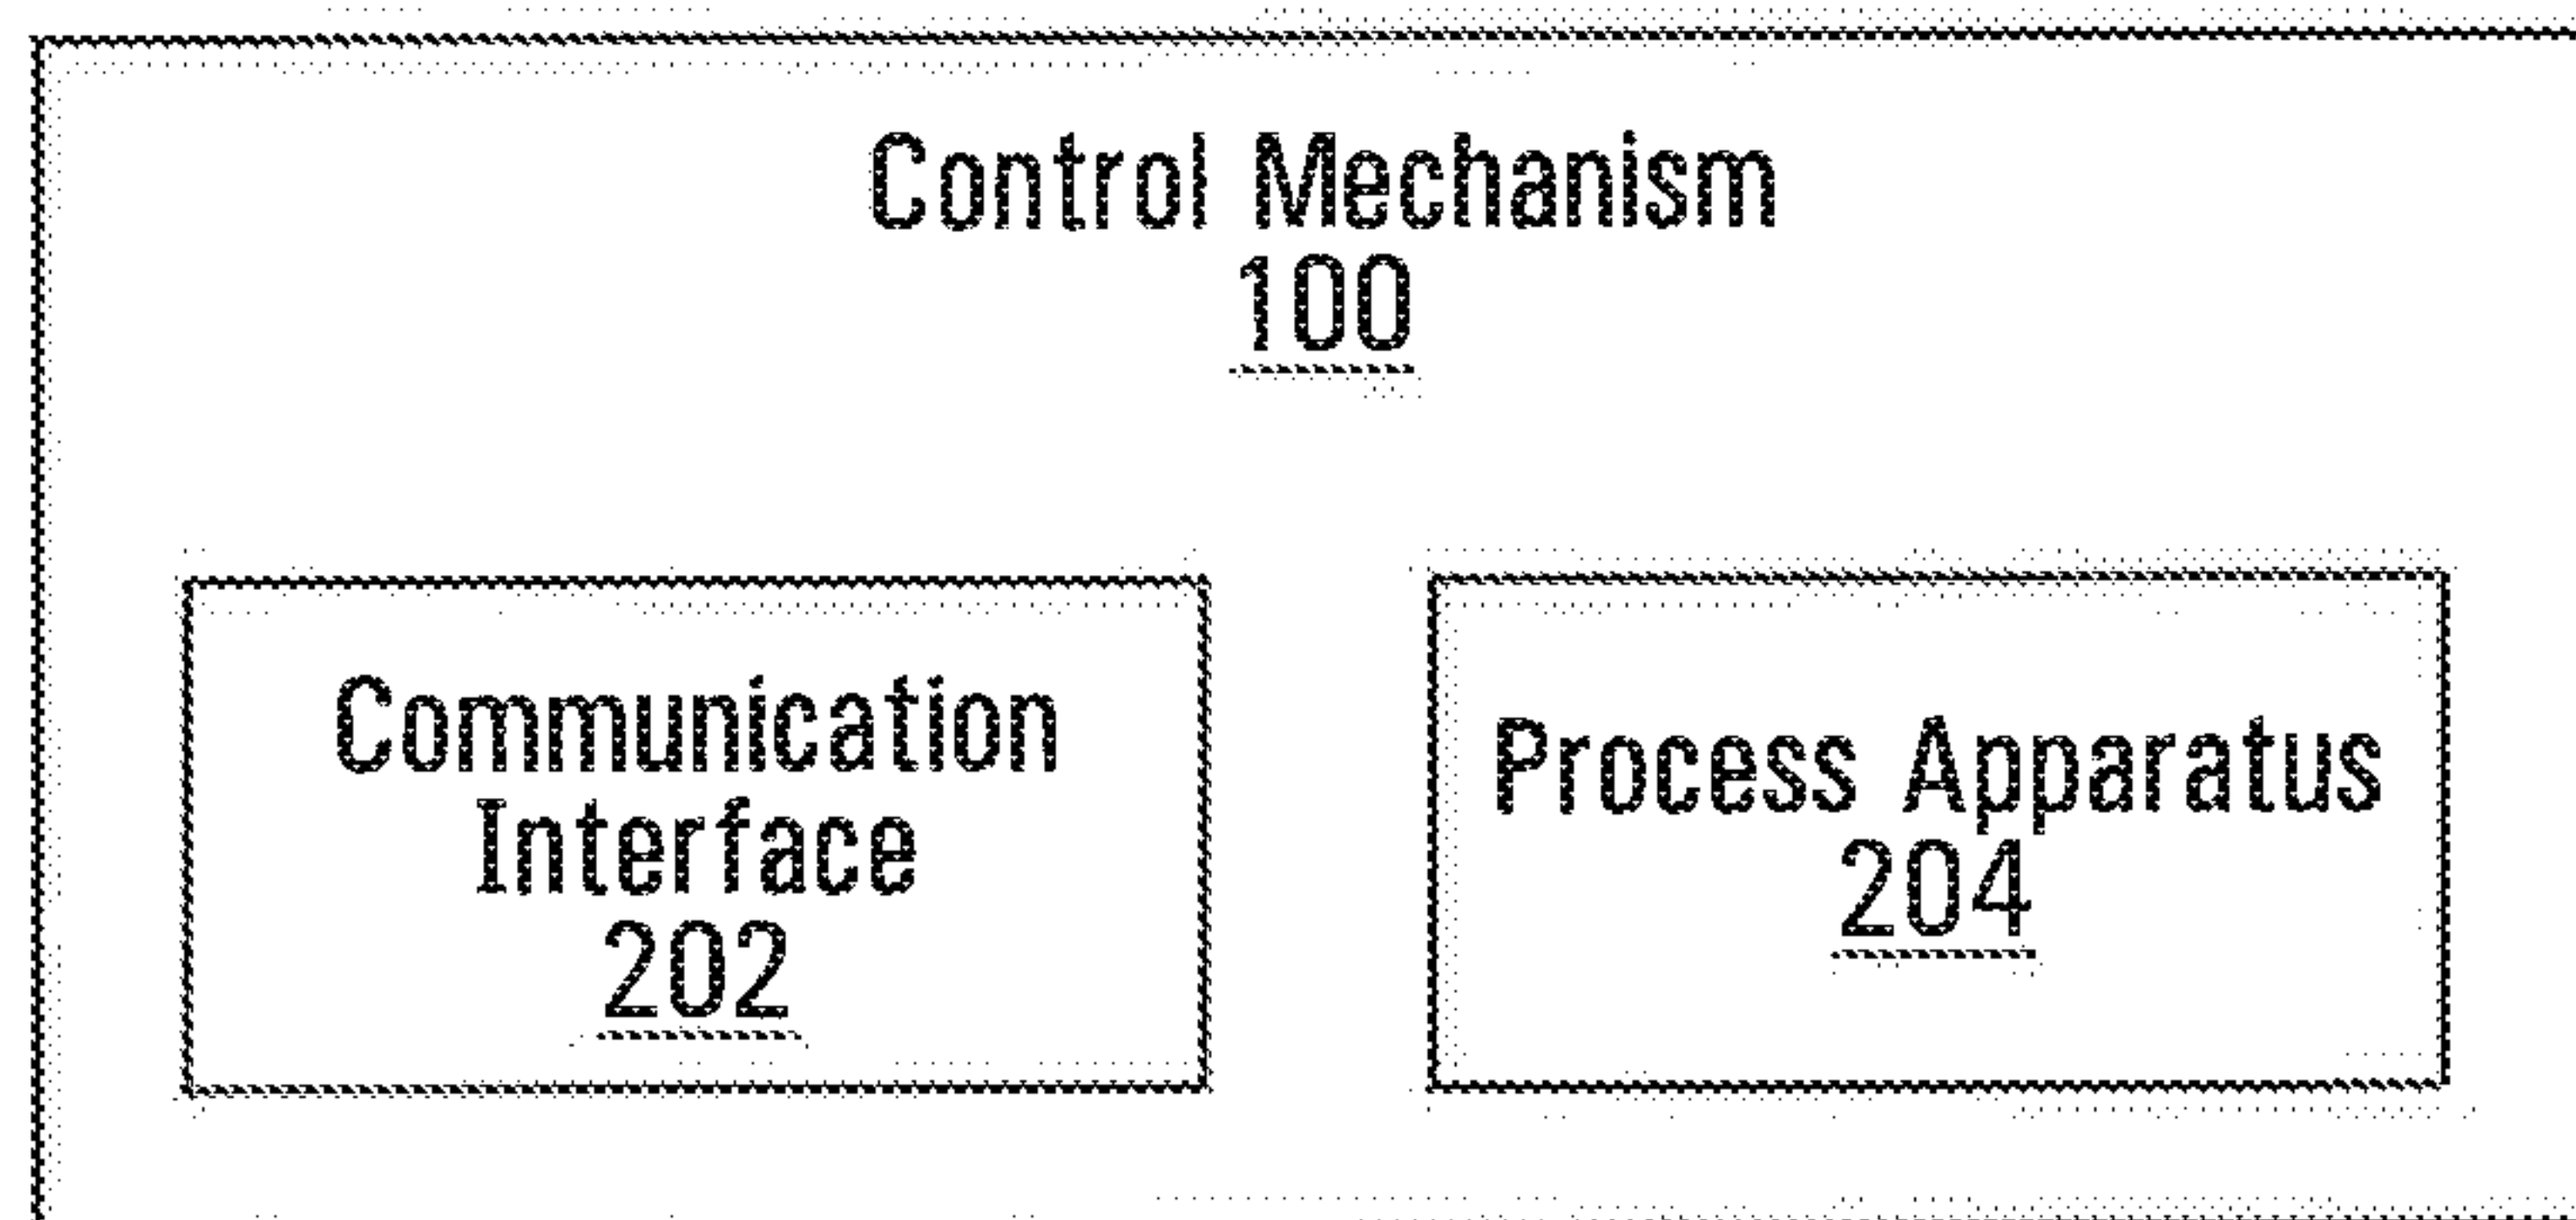 Control Mechanism
100
Communication
Interface
202
Process Apparatus
204